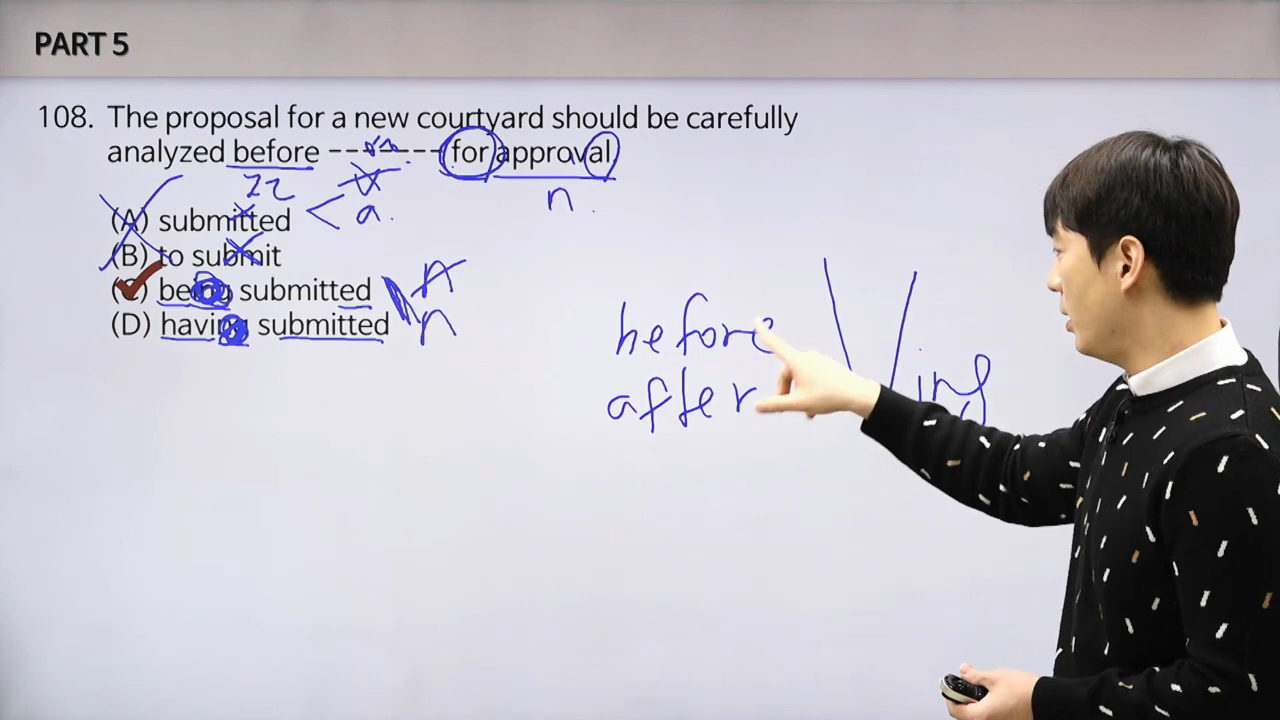 PART 5
108. The proposal for a new courtyard should be carefully
analyzed before -------- for approval.
(A) submitted < a.
(B) to submit
(C) being submitted
(D) having submitted
n.
n
before
after
Ving